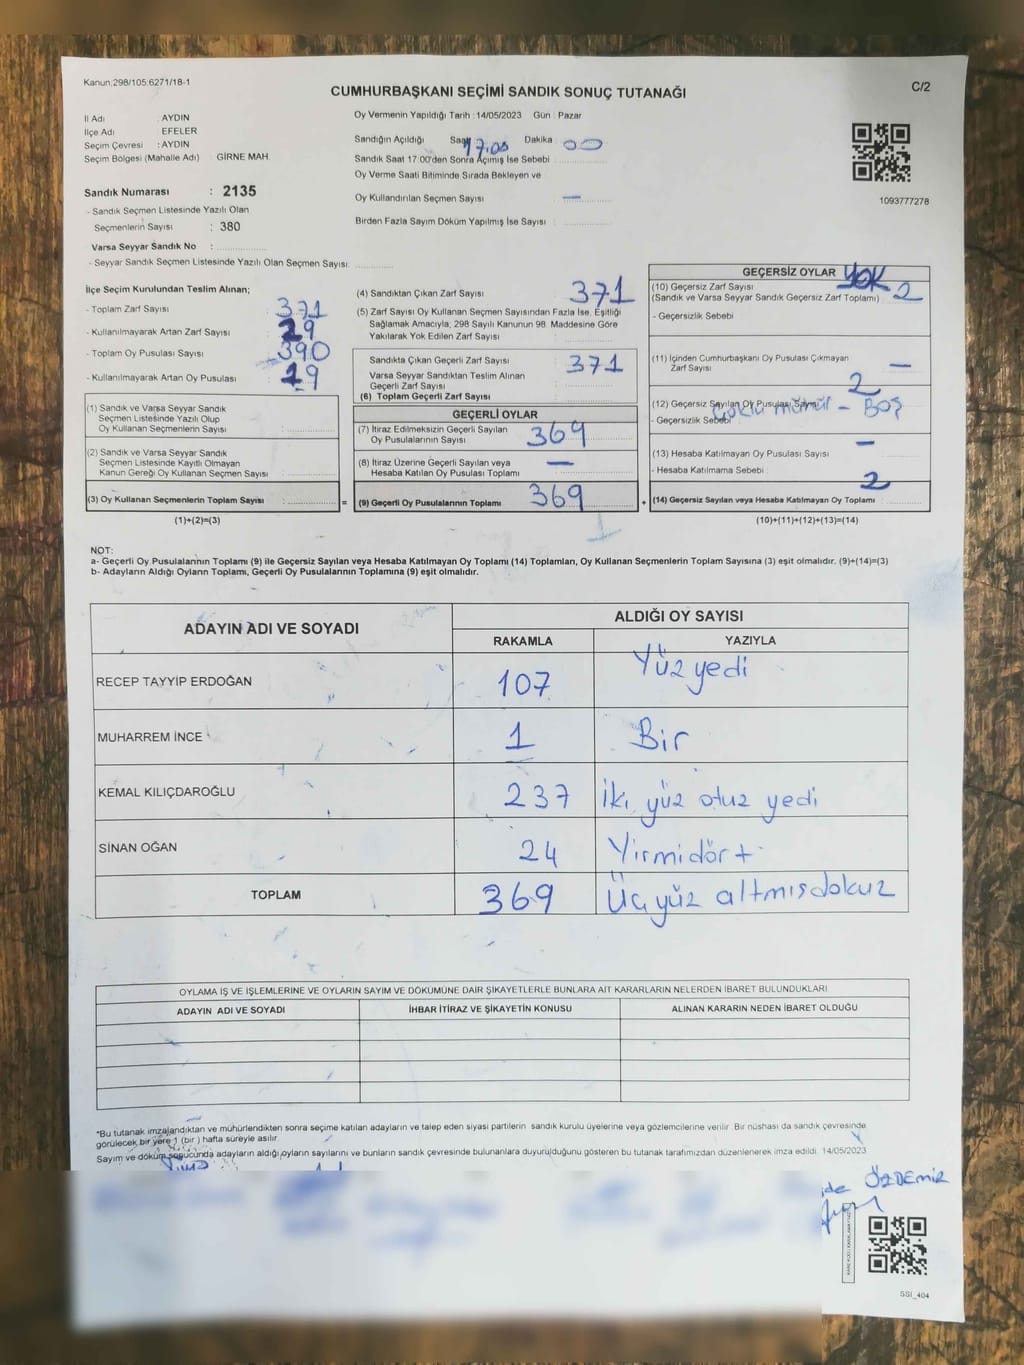 Kanun:298/105:6271/18-1
C/2
CUMHURBAŞKANI SEÇİMİ SANDIK SONUÇ TUTANAĞI
İl Adı : AYDIN
İlçe Adı EFELER
Seçim Çevresi : AYDIN
Seçim Bölgesi (Mahalle Adı) : GİRNE MAH.
Oy Vermenin Yapıldığı Tarih :14/05/2023 Gün : Pazar
Sandığın Açıldığı Saat 17:00 Dakika : 00
Sandık Saat 17:00'den Sonra Açımış İse Sebebi
Oy Verme Saati Bitiminde Sırada Bekleyen ve
Oy Kullandırılan Seçmen Sayısı : —
Birden Fazla Sayım Döküm Yapılmış İse Sayısı :
1093777278
Sandık Numarası : 2135
- Sandık Seçmen Listesinde Yazılı Olan
Seçmenlerin Sayısı : 380
Varsa Seyyar Sandık No :
- Seyyar Sandık Seçmen Listesinde Yazılı Olan Seçmen Sayısı:
İlçe Seçim Kurulundan Teslim Alınan;
- Toplam Zarf Sayısı
- Kullanılmayarak Artan Zarf Sayısı
- Toplam Oy Pusulası Sayısı : 390
- Kullanılmayarak Artan Oy Pusulası : 19
(1) Sandık ve Varsa Seyyar Sandık
Seçmen Listesinde Yazılı Olup
Oy Kullanan Seçmenlerin Sayısı :
(2) Sandık ve Varsa Seyyar Sandık
Seçmen Listesinde Kayıtlı Olmayan
Kanun Gereği Oy Kullanan Seçmen Sayısı :
(3) Oy Kullanan Seçmenlerin Toplam Sayısı : =
(1)+(2)=(3)
(4) Sandıktan Çıkan Zarf Sayısı : 371
(5) Zarf Sayısı Oy Kullanan Seçmen Sayısından Fazla İse, Eşitliği
Sağlamak Amacıyla, 298 Sayılı Kanunun 98. Maddesine Göre
Yakılarak Yok Edilen Zarf Sayısı :
Sandıkta Çıkan Geçerli Zarf Sayısı : 371
Varsa Seyyar Sandıktan Teslim Alınan
Geçerli Zarf Sayısı :
(6) Toplam Geçerli Zarf Sayısı :
GEÇERLİ OYLAR
(7) İtiraz Edilmeksizin Geçerli Sayılan
Oy Pusulalarının Sayısı : 369
(8) İtiraz Üzerine Geçerli Sayılan veya
Hesaba Katılan Oy Pusulası Toplamı : —
(9) Geçerli Oy Pusulalarının Toplamı : 369 +
1
GEÇERSİZ OYLAR YOK
(10) Geçersiz Zarf Sayısı
(Sandık ve Varsa Seyyar Sandık Geçersiz Zarf Toplamı) : 2
- Geçersizlik Sebebi
(11) İçinden Cumhurbaşkanı Oy Pusulası Çıkmayan
Zarf Sayısı —
(12) Geçersiz Sayılan Oy Pusulası Sayısı : 2
- Geçersizlik Sebebi : Çoklu mühür - BOŞ
(13) Hesaba Katılmayan Oy Pusulası Sayısı : —
- Hesaba Katılmama Sebebi :
(14) Geçersiz Sayılan veya Hesaba Katılmayan Oy Toplamı : 2
(10)+(11)+(12)+(13)=(14)
NOT:
a- Geçerli Oy Pusulalarının Toplamı (9) ile Geçersiz Sayılan veya Hesaba Katılmayan Oy Toplamı (14) Toplamları, Oy Kullanan Seçmenlerin Toplam Sayısına (3) eşit olmalıdır. (9)+(14)=(3)
b- Adayların Aldığı Oyların Toplamı, Geçerli Oy Pusulalarının Toplamına (9) eşit olmalıdır.
ADAYIN ADI VE SOYADI
ALDIĞI OY SAYISI
RAKAMLA YAZIYLA
RECEP TAYYİP ERDOĞAN 107 Yüz yedi
MUHARREM İNCE 1 Bir
KEMAL KILIÇDAROĞLU 237 İki yüz otuz yedi
SİNAN OĞAN 24 Yirmidört
TOPLAM 369 Üçyüz altmışdokuz
OYLAMA İŞ VE İŞLEMLERİNE VE OYLARIN SAYIM VE DÖKÜMÜNE DAİR ŞİKAYETLERLE BUNLARA AİT KARARLARIN NELERDEN İBARET BULUNDUKLARI
ADAYIN ADI VE SOYADI İHBAR İTİRAZ VE ŞİKAYETİN KONUSU ALINAN KARARIN NEDEN İBARET OLDUĞU
*Bu tutanak imzalandıktan ve mühürlendikten sonra seçime katılan adayların ve talep eden siyasi partilerin sandık kurulu üyelerine veya gözlemcilerine verilir. Bir nüshası da sandık çevresinde
görülecek bir yere 1 (bir) hafta süreyle asılır.
Sayım ve döküm sonucunda adayların aldığı oyların sayılarını ve bunların sandık çevresinde bulunanlara duyurulduğunu gösteren bu tutanak tarafımızdan düzenlenerek imza edildi. 14/05/2023
ÖZDEMİR
SSI_404